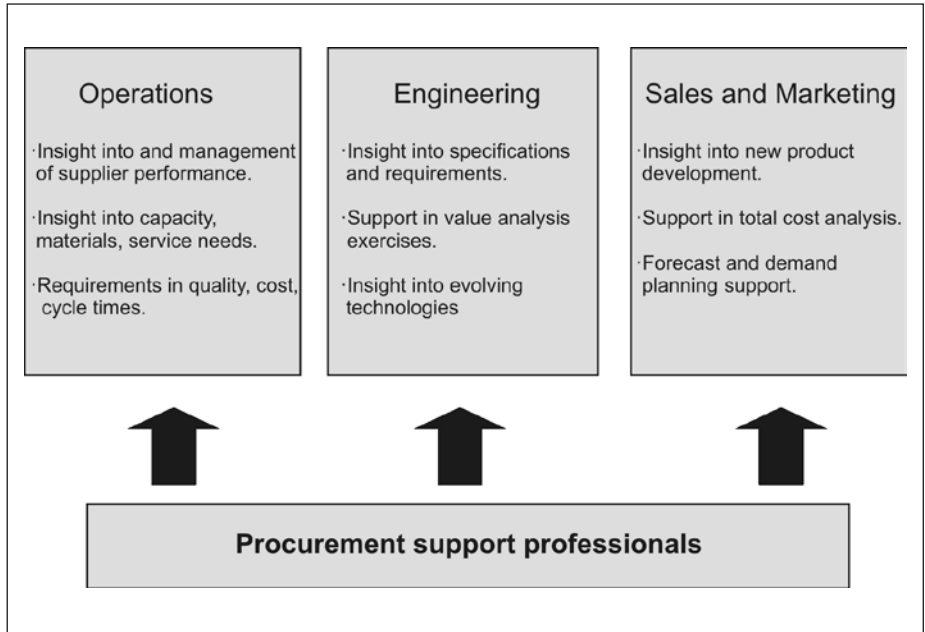 Operations
·Insight into and management
of supplier performance.
·Insight into capacity,
materials, service needs.
·Requirements in quality, cost,
cycle times.
Engineering
·Insight into specifications
and requirements.
·Support in value analysis
exercises.
·Insight into evolving
technologies
Sales and Marketing
·Insight into new product
development.
·Support in total cost analysis.
·Forecast and demand
planning support.
Procurement support professionals